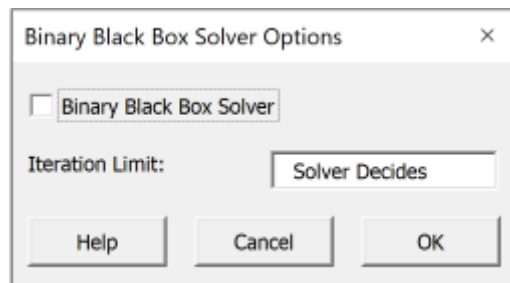 Binary Black Box Solver Options
Binary Black Box Solver
Iteration Limit: Solver Decides
Help Cancel OK